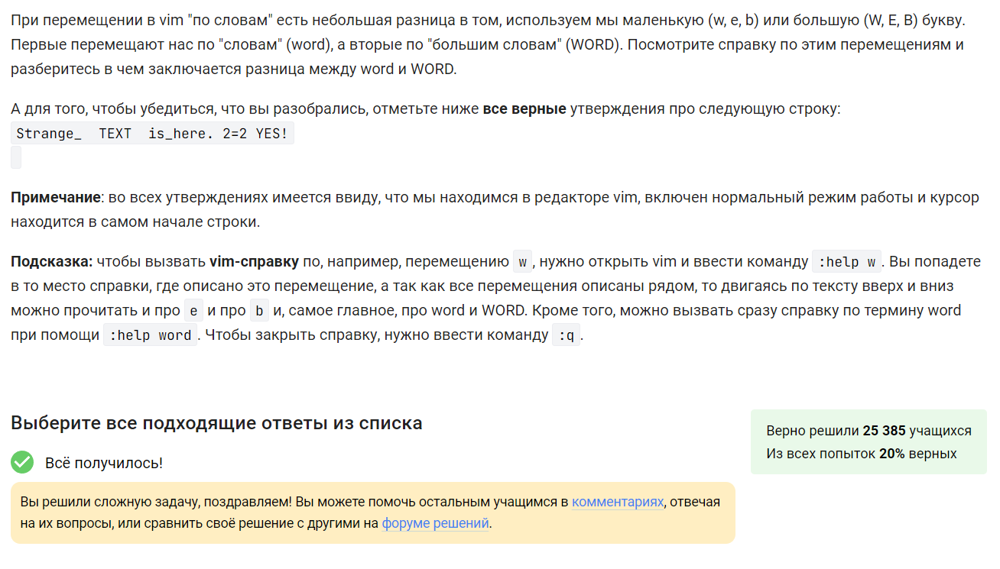 При перемещении в vim "по словам" есть небольшая разница в том, используем мы маленькую (w, e, b) или большую (W, E, B) букву.
Первые перемещают нас по "словам" (word), а вторые по "большим словам" (WORD). Посмотрите справку по этим перемещениям и
разберитесь в чем заключается разница между word и WORD.
А для того, чтобы убедиться, что вы разобрались, отметьте ниже все верные утверждения про следующую строку:
Strange_  TEXT  is_here. 2=2 YES!
Примечание: во всех утверждениях имеется ввиду, что мы находимся в редакторе vim, включен нормальный режим работы и курсор
находится в самом начале строки.
Подсказка: чтобы вызвать vim-справку по, например, перемещению w, нужно открыть vim и ввести команду :help w. Вы попадете
в то место справки, где описано это перемещение, а так как все перемещения описаны рядом, то двигаясь по тексту вверх и вниз
можно прочитать и про e и про b и, самое главное, про word и WORD. Кроме того, можно вызвать сразу справку по термину word
при помощи :help word. Чтобы закрыть справку, нужно ввести команду :q.
Выберите все подходящие ответы из списка
Верно решили 25 385 учащихся
Из всех попыток 20% верных
Всё получилось!
Вы решили сложную задачу, поздравляем! Вы можете помочь остальным учащимся в комментариях, отвечая
на их вопросы, или сравнить своё решение с другими на форуме решений.